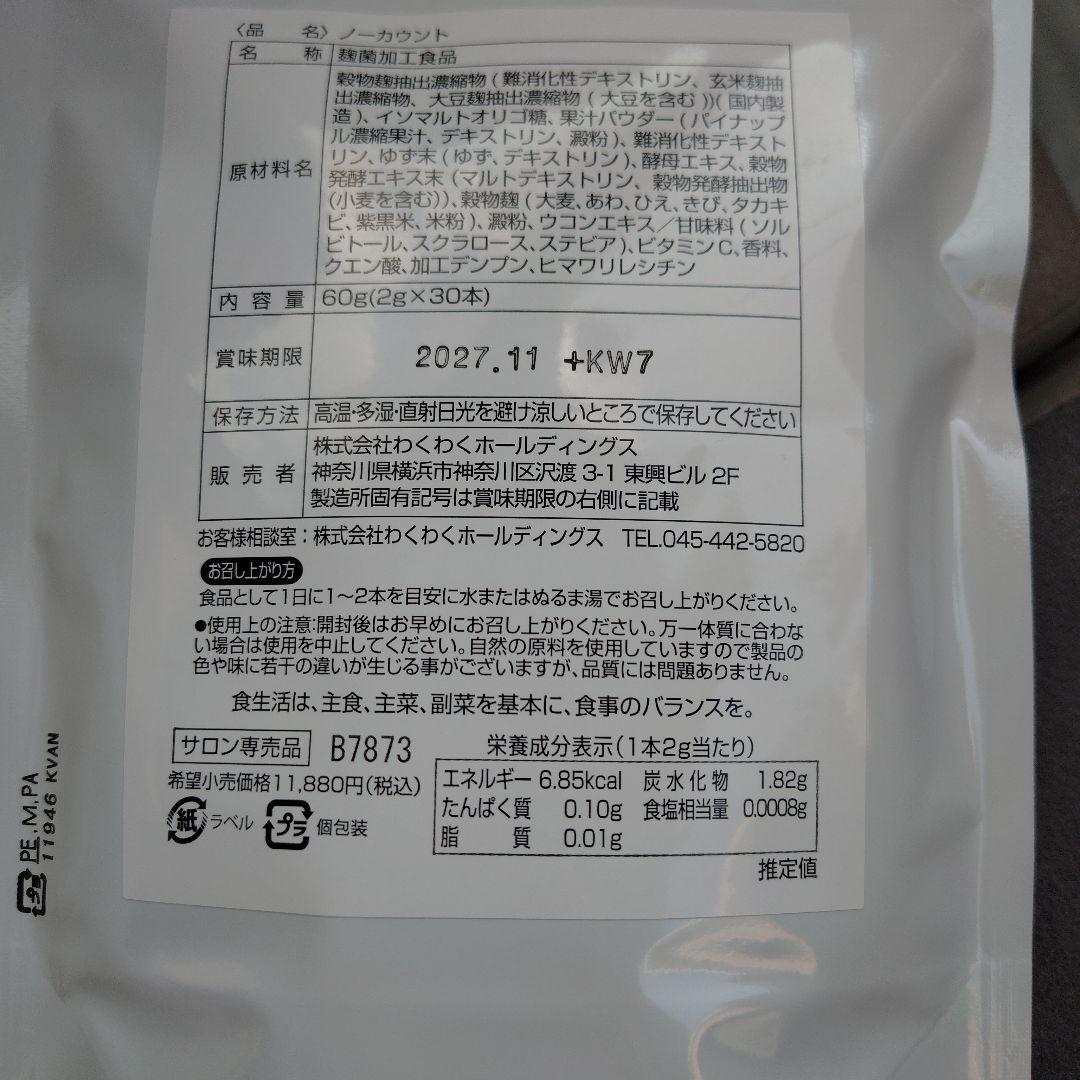 〈品　名〉ノーカウント
名　称　麹菌加工食品
原材料名
穀物麹抽出濃縮物(難消化性デキストリン、玄米麹抽
出濃縮物、大豆麹抽出濃縮物(大豆を含む))(国内製
造)、イソマルトオリゴ糖、果汁パウダー(パイナップ
ル濃縮果汁、デキストリン、澱粉)、難消化性デキスト
リン、ゆず末(ゆず、デキストリン)、酵母エキス、穀物
発酵エキス末(マルトデキストリン、穀物発酵抽出物
(小麦を含む))、穀物麹(大麦、あわ、ひえ、きび、タカキ
ビ、紫黒米、米粉)、澱粉、ウコンエキス／甘味料(ソル
ビトール、スクラロース、ステビア)、ビタミンC、香料、
クエン酸、加工デンプン、ヒマワリレシチン
内容量　60g(2g×30本)
賞味期限　2027.11 +KW7
保存方法　高温・多湿・直射日光を避け涼しいところで保存してください
販売者
株式会社わくわくホールディングス
神奈川県横浜市神奈川区沢渡3-1 東興ビル2F
製造所固有記号は賞味期限の右側に記載
お客様相談室：株式会社わくわくホールディングス　TEL.045-442-5820
お召し上がり方
食品として1日に1〜2本を目安に水またはぬるま湯でお召し上がりください。
●使用上の注意：開封後はお早めにお召し上がりください。万一体質に合わな
い場合は使用を中止してください。自然の原料を使用していますので製品の
色や味に若干の違いが生じる事がございますが、品質には問題ありません。
食生活は、主食、主菜、副菜を基本に、食事のバランスを。
サロン専売品　B7873
希望小売価格11,880円(税込)
紙 ラベル　プラ 個包装
栄養成分表示(1本2g当たり)
エネルギー 6.85kcal　炭水化物 1.82g
たんぱく質 0.10g　食塩相当量 0.0008g
脂質 0.01g
推定値
プラ PE,M,PA
11946 KVAN